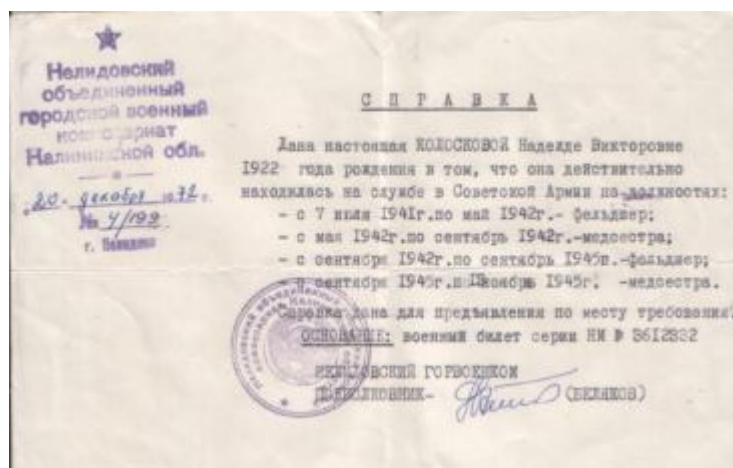 Нелидовский
объединенный
городской военный
комиссариат
Калининской обл.
"20" декабря 1972 г.
№ 4/199
г. Нелидово
СПРАВКА
Дана настоящая КОЛОСКОВОЙ Надежде Викторовне
1922 года рождения в том, что она действительно
находилась на службе в Советской Армии на должностях:
- с 7 июля 1941г.по май 1942г.- фельдшер;
- с мая 1942г.по сентябрь 1942г.-медсестра;
- с сентября 1942г.по сентябрь 1945г.-фельдшер;
- с сентября 1945г.по ноябрь 1945г. -медсестра.
Справка дана для предъявления по месту требования.
ОСНОВАНИЕ: военный билет серии НИ № 3612332
НЕЛИДОВСКИЙ ГОРВОЕНКОМ
ПОДПОЛКОВНИК- (БЕЛЯКОВ)